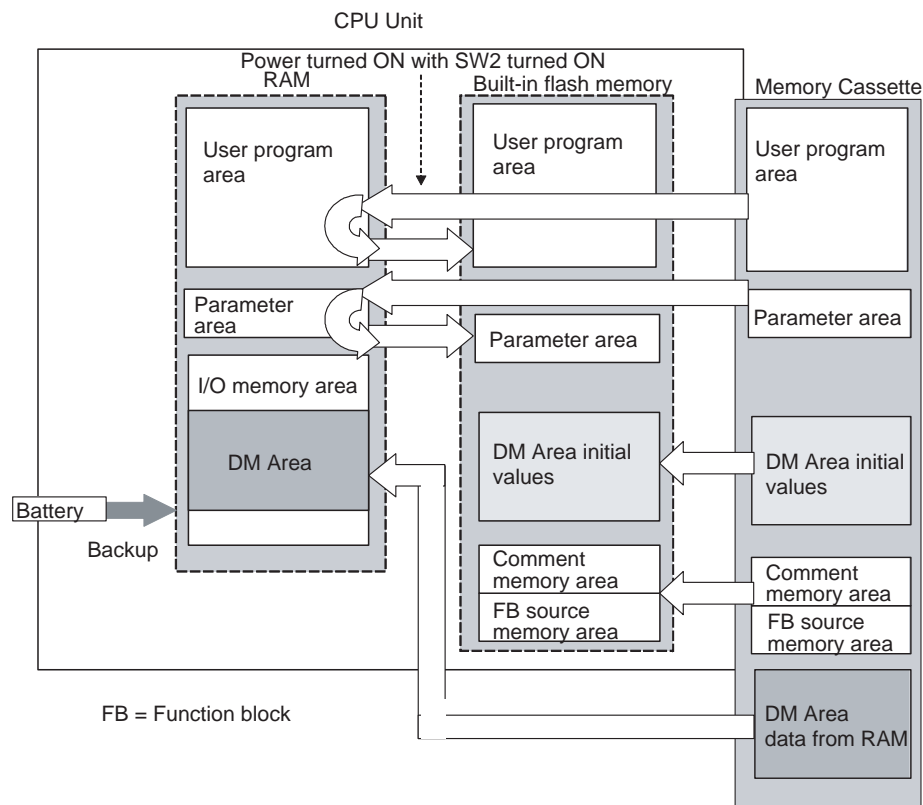 CPU Unit
Power turned ON with SW2 turned ON
RAM
Built-in flash memory
Memory Cassette
User program
area
User program
area
User program
area
Parameter
area
Parameter area
Parameter area
I/O memory area
DM Area
DM Area initial
values
DM Area initial
values
Battery
Backup
Comment
memory area
FB source
memory area
Comment
memory area
FB source
memory area
FB = Function block
DM Area
data from RAM